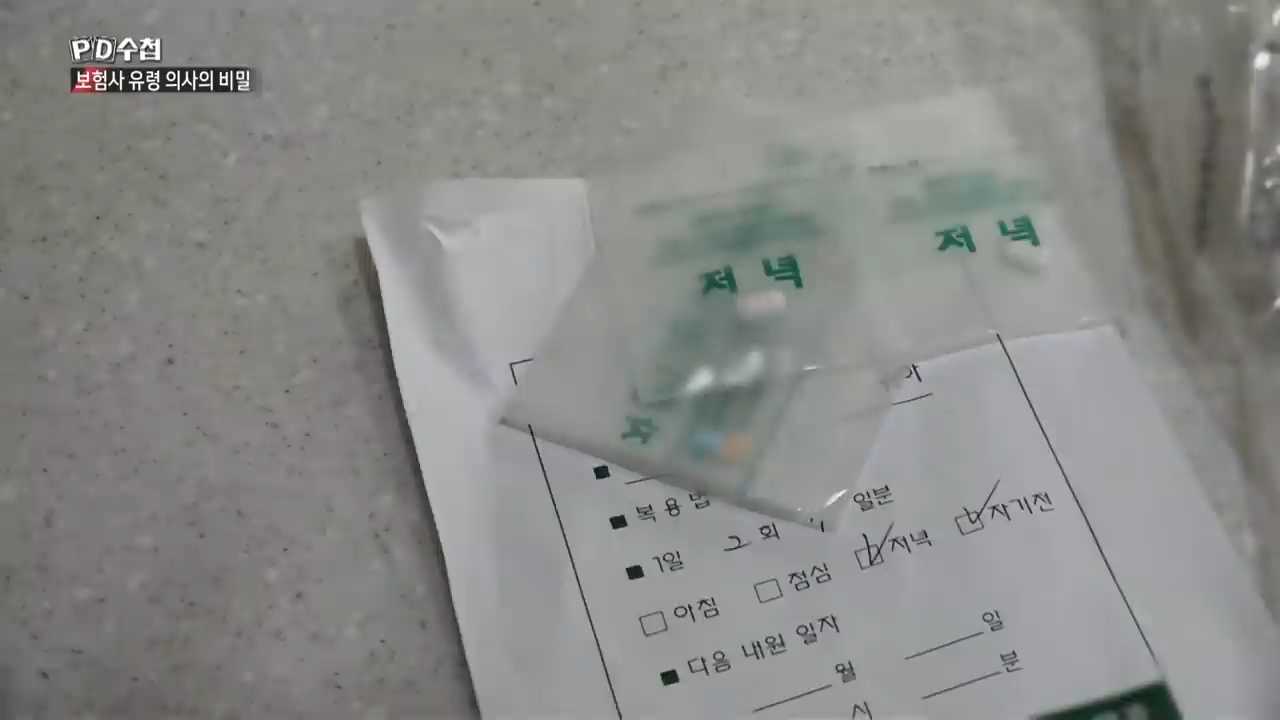 PD수첩
보험사 유령 의사의 비밀
저녁
저녁
복용법
일분
1일 2회
아침 점심 저녁 자기전
다음 내원 일자
월 일
시 분